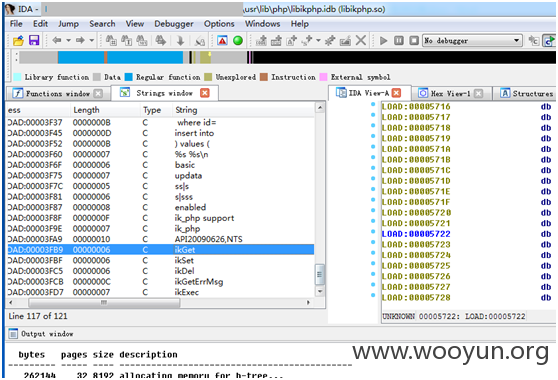 IDA - \usr\lib\php\libikphp.idb (libikphp.so)
File Edit Jump Search View Debugger Options Windows Help
No debugger
Library function Data Regular function Unexplored Instruction External symbol
Functions window Strings window IDA View-A Hex View-1 Structures
ess Length Type String
OAD:00003F37 0000000B C where id=
OAD:00003F45 0000000D C insert into
OAD:00003F52 0000000B C ) values (
OAD:00003F60 00000007 C %s %s\n
OAD:00003F6F 00000006 C basic
OAD:00003F75 00000007 C updata
OAD:00003F7C 00000005 C ss|s
OAD:00003F81 00000006 C s|sss
OAD:00003F87 00000008 C enabled
OAD:00003F8F 0000000F C ik_php support
OAD:00003F9E 00000007 C ik_php
OAD:00003FA9 00000010 C API20090626,NTS
OAD:00003FB9 00000006 C ikGet
OAD:00003FBF 00000006 C ikSet
OAD:00003FC5 00000006 C ikDel
OAD:00003FCB 0000000C C ikGetErrMsg
OAD:00003FD7 00000007 C ikExec
Line 117 of 121
LOAD:00005716 db
LOAD:00005717 db
LOAD:00005718 db
LOAD:00005719 db
LOAD:0000571A db
LOAD:0000571B db
LOAD:0000571C db
LOAD:0000571D db
LOAD:0000571E db
LOAD:0000571F db
LOAD:00005720 db
LOAD:00005721 db
LOAD:00005722 db
LOAD:00005723 db
LOAD:00005724 db
LOAD:00005725 db
LOAD:00005726 db
LOAD:00005727 db
LOAD:00005728 db
UNKNOWN 00005722: LOAD:00005722
Output window
bytes pages size description
262144 32 8192 allocating memory for b-tree...
www.wooyun.org